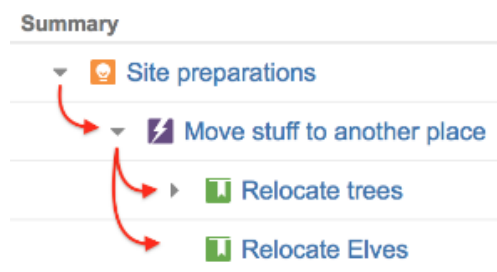 Summary
Site preparations
Move stuff to another place
Relocate trees
Relocate Elves